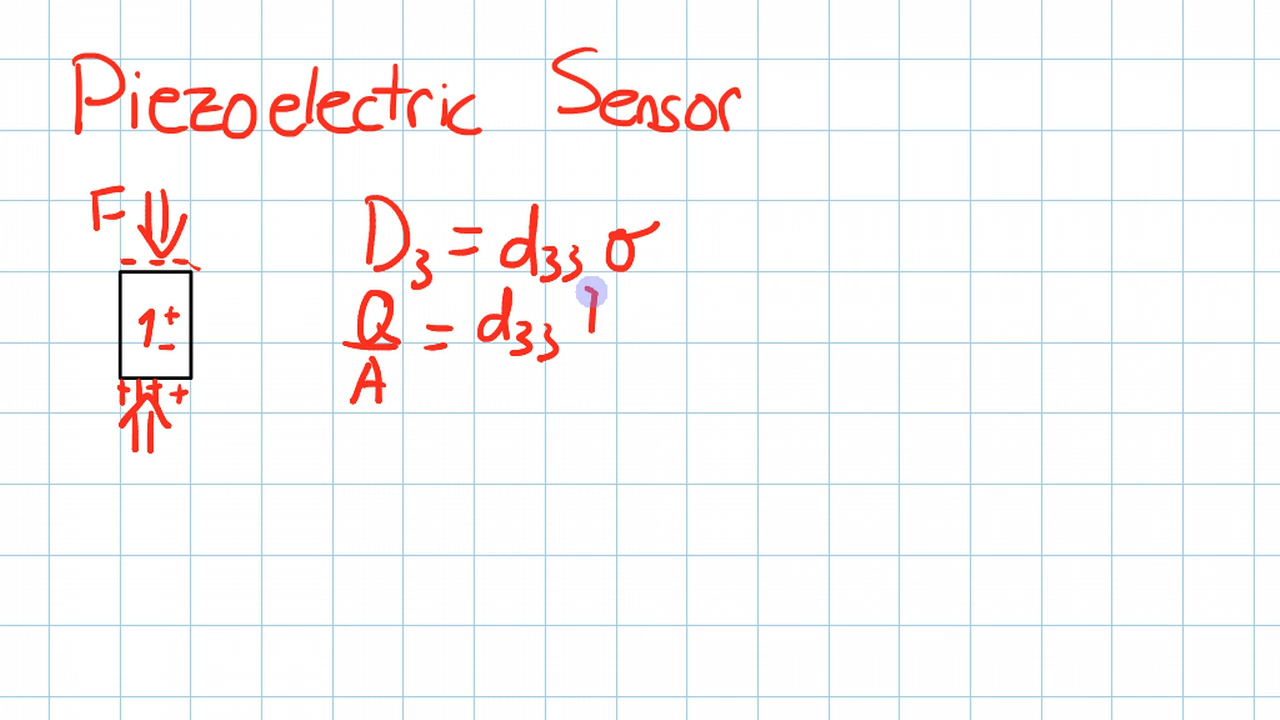 Piezoelectric Sensor
F
- - -
1 + -
+ + +
D₃ = d₃₃ σ
Q/A = d₃₃